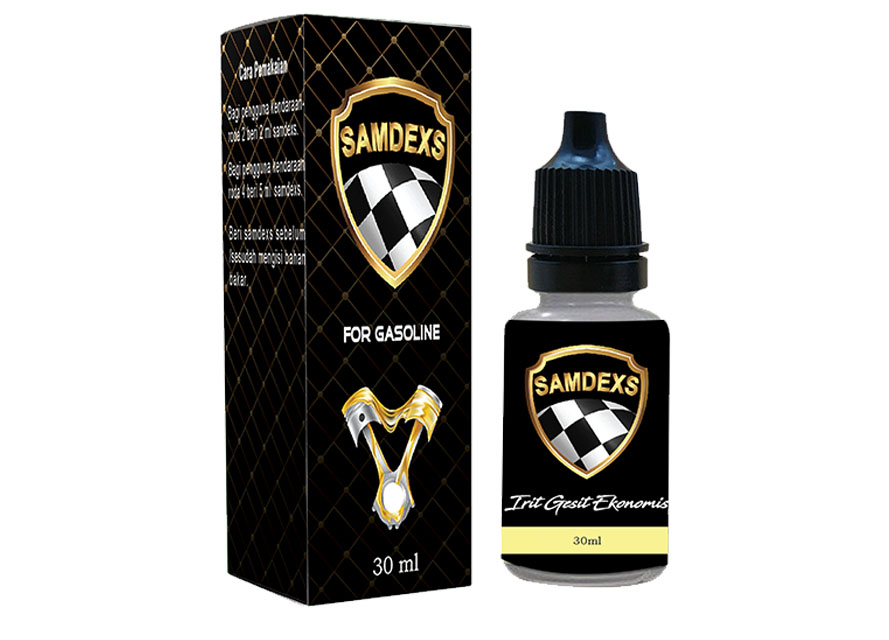 Cara Pemakaian
Bagi pengguna kendaraan
roda 2 beri 2 ml samdexs.
Bagi pengguna kendaraan
roda 4 beri 5 ml samdexs.
Beri samdexs sebelum
/sesudah mengisi bahan
bakar.
SAMDEXS
FOR GASOLINE
30 ml
SAMDEXS
Irit Gesit Ekonomis
30ml